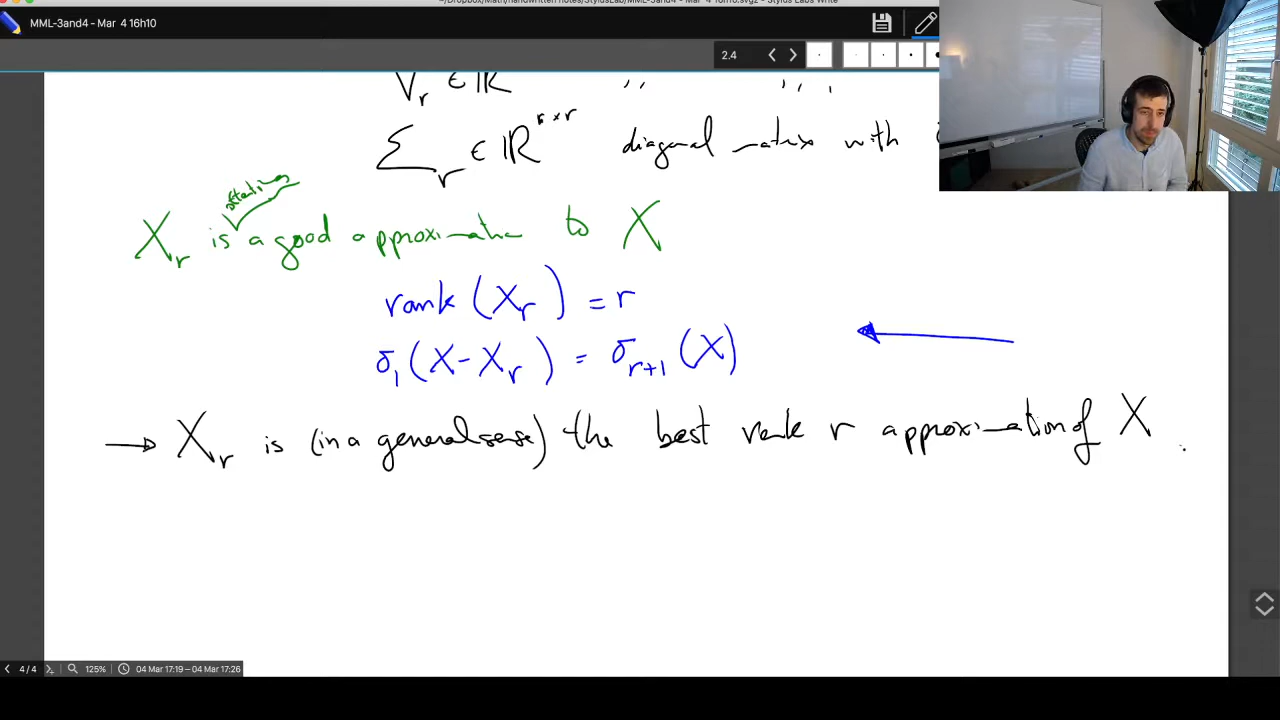 MML-3and4 - Mar 4 16h10
2.4
V_r ∈ ℝ
Σ_r ∈ ℝ^{r×r} diagonal matrix with
X_r is a good approximatio to X
rank(X_r) = r
σ_1(X - X_r) = σ_{r+1}(X)
→ X_r is (in a general sense) the best rank r approximation of X
4/4 125% 04 Mar 17:19 – 04 Mar 17:26